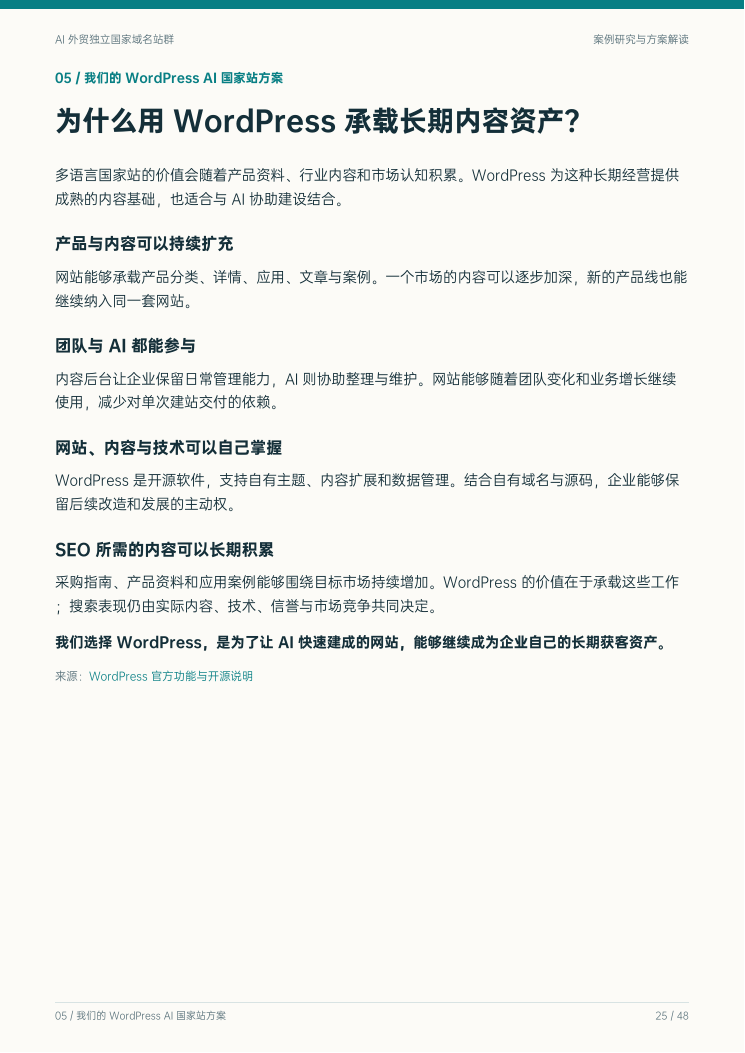 AI 外贸独立国家域名站群
案例研究与方案解读
05 / 我们的 WordPress AI 国家站方案
为什么用 WordPress 承载长期内容资产？
多语言国家站的价值会随着产品资料、行业内容和市场认知积累。WordPress 为这种长期经营提供
成熟的内容基础，也适合与 AI 协助建设结合。
产品与内容可以持续扩充
网站能够承载产品分类、详情、应用、文章与案例。一个市场的内容可以逐步加深，新的产品线也能
继续纳入同一套网站。
团队与 AI 都能参与
内容后台让企业保留日常管理能力，AI 则协助整理与维护。网站能够随着团队变化和业务增长继续
使用，减少对单次建站交付的依赖。
网站、内容与技术可以自己掌握
WordPress 是开源软件，支持自有主题、内容扩展和数据管理。结合自有域名与源码，企业能够保
留后续改造和发展的主动权。
SEO 所需的内容可以长期积累
采购指南、产品资料和应用案例能够围绕目标市场持续增加。WordPress 的价值在于承载这些工作
；搜索表现仍由实际内容、技术、信誉与市场竞争共同决定。
我们选择 WordPress，是为了让 AI 快速建成的网站，能够继续成为企业自己的长期获客资产。
来源：WordPress 官方功能与开源说明
05 / 我们的 WordPress AI 国家站方案
25 / 48